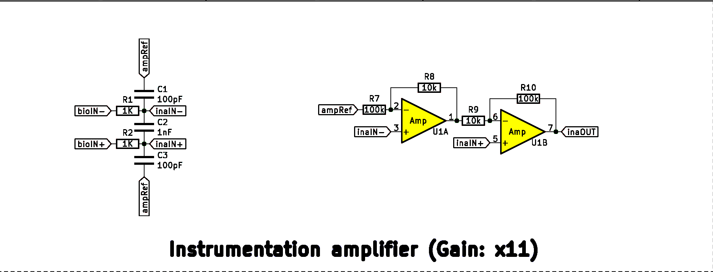 ampRef
C1
100pF
R1
bioIN-
1K
inaIN-
C2
1nF
R2
bioIN+
1K
inaIN+
C3
100pF
ampRef
R8
10k
R7
ampRef
100k
2
-
Amp
1
inaIN-
3
+
U1A
R10
100k
R9
10k
6
-
Amp
7
inaOUT
inaIN+
5
+
U1B
Instrumentation amplifier (Gain: x11)